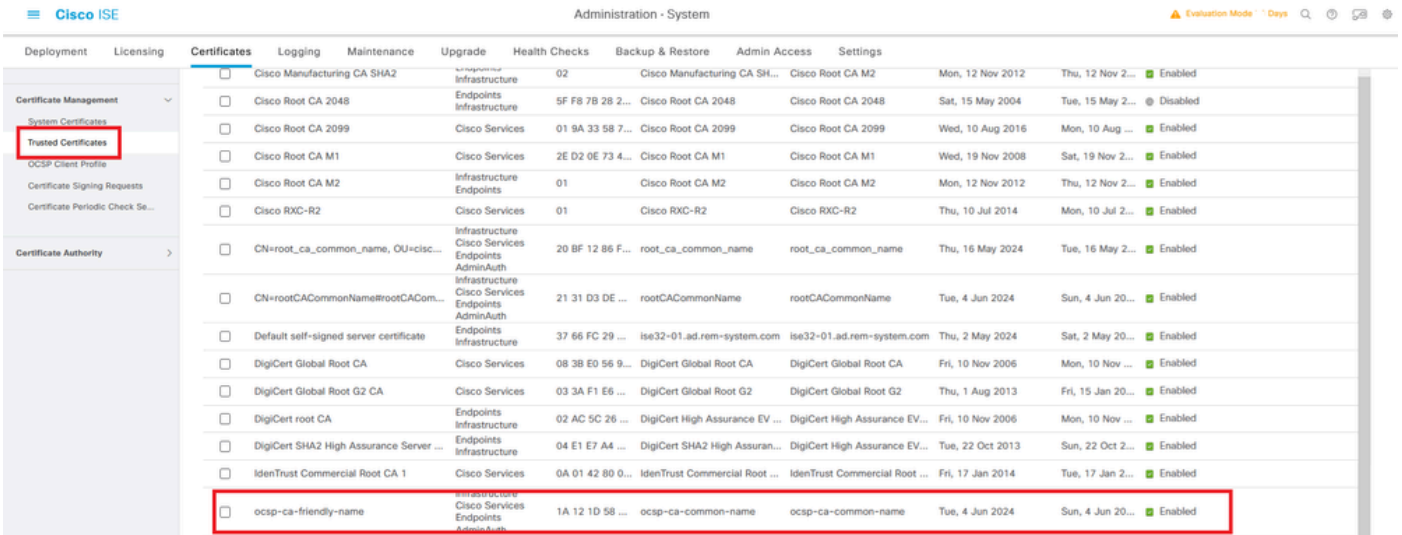 Cisco ISE
Administration · System
Evaluation Mode Days
Deployment Licensing Certificates Logging Maintenance Upgrade Health Checks Backup & Restore Admin Access Settings
Certificate Management
System Certificates
Trusted Certificates
OCSP Client Profile
Certificate Signing Requests
Certificate Periodic Check Se...
Certificate Authority
Cisco Manufacturing CA SHA2 Endpoints Infrastructure 02 Cisco Manufacturing CA SH... Cisco Root CA M2 Mon, 12 Nov 2012 Thu, 12 Nov 2... Enabled
Cisco Root CA 2048 Endpoints Infrastructure 5F F8 7B 28 2... Cisco Root CA 2048 Cisco Root CA 2048 Sat, 15 May 2004 Tue, 15 May 2... Disabled
Cisco Root CA 2099 Cisco Services 01 9A 33 58 7... Cisco Root CA 2099 Cisco Root CA 2099 Wed, 10 Aug 2016 Mon, 10 Aug ... Enabled
Cisco Root CA M1 Cisco Services 2E D2 0E 73 4... Cisco Root CA M1 Cisco Root CA M1 Wed, 19 Nov 2008 Sat, 19 Nov 2... Enabled
Cisco Root CA M2 Infrastructure Endpoints 01 Cisco Root CA M2 Cisco Root CA M2 Mon, 12 Nov 2012 Thu, 12 Nov 2... Enabled
Cisco RXC-R2 Cisco Services 01 Cisco RXC-R2 Cisco RXC-R2 Thu, 10 Jul 2014 Mon, 10 Jul 2... Enabled
CN=root_ca_common_name, OU=cisc... Infrastructure Cisco Services Endpoints AdminAuth 20 BF 12 86 F... root_ca_common_name root_ca_common_name Thu, 16 May 2024 Tue, 16 May 2... Enabled
CN=rootCACommonName#rootCACom... Infrastructure Cisco Services Endpoints AdminAuth 21 31 D3 DE ... rootCACommonName rootCACommonName Tue, 4 Jun 2024 Sun, 4 Jun 20... Enabled
Default self-signed server certificate Endpoints Infrastructure 37 66 FC 29 ... ise32-01.ad.rem-system.com ise32-01.ad.rem-system.com Thu, 2 May 2024 Sat, 2 May 20... Enabled
DigiCert Global Root CA Cisco Services 08 3B E0 56 9... DigiCert Global Root CA DigiCert Global Root CA Fri, 10 Nov 2006 Mon, 10 Nov ... Enabled
DigiCert Global Root G2 CA Cisco Services 03 3A F1 E6 ... DigiCert Global Root G2 DigiCert Global Root G2 Thu, 1 Aug 2013 Fri, 15 Jan 20... Enabled
DigiCert root CA Endpoints Infrastructure 02 AC 5C 26 ... DigiCert High Assurance EV ... DigiCert High Assurance EV... Fri, 10 Nov 2006 Mon, 10 Nov ... Enabled
DigiCert SHA2 High Assurance Server ... Endpoints Infrastructure 04 E1 E7 A4 ... DigiCert SHA2 High Assuran... DigiCert High Assurance EV... Tue, 22 Oct 2013 Sun, 22 Oct 2... Enabled
IdenTrust Commercial Root CA 1 Cisco Services 0A 01 42 80 0... IdenTrust Commercial Root ... IdenTrust Commercial Root ... Fri, 17 Jan 2014 Tue, 17 Jan 2... Enabled
ocsp-ca-friendly-name Infrastructure Cisco Services Endpoints AdminAuth 1A 12 1D 58 ... ocsp-ca-common-name ocsp-ca-common-name Tue, 4 Jun 2024 Sun, 4 Jun 20... Enabled